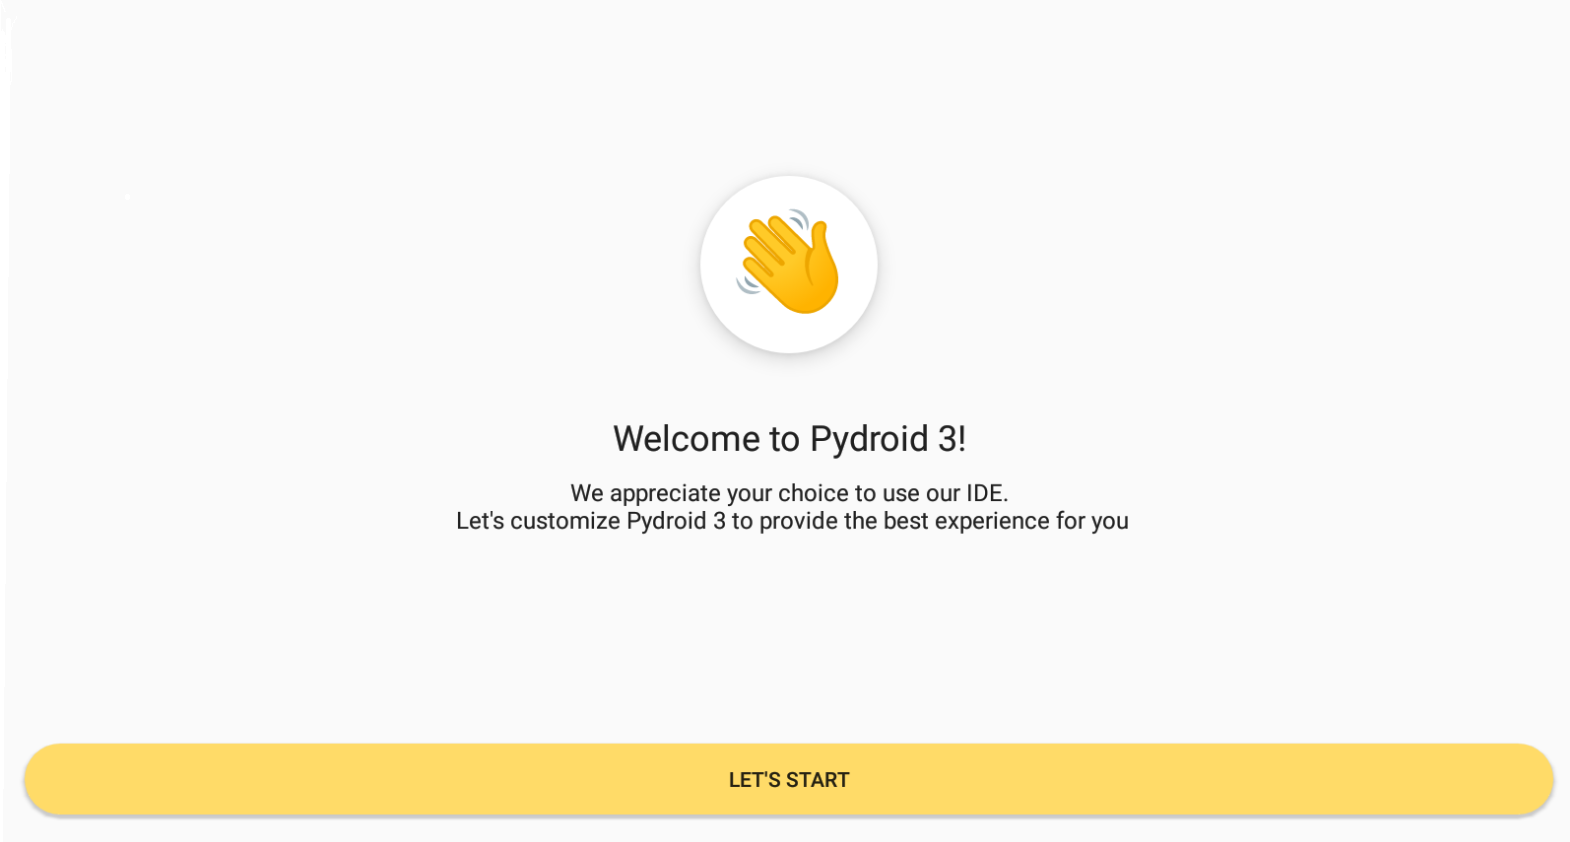 Welcome to Pydroid 3!
We appreciate your choice to use our IDE.
Let's customize Pydroid 3 to provide the best experience for you
LET'S START